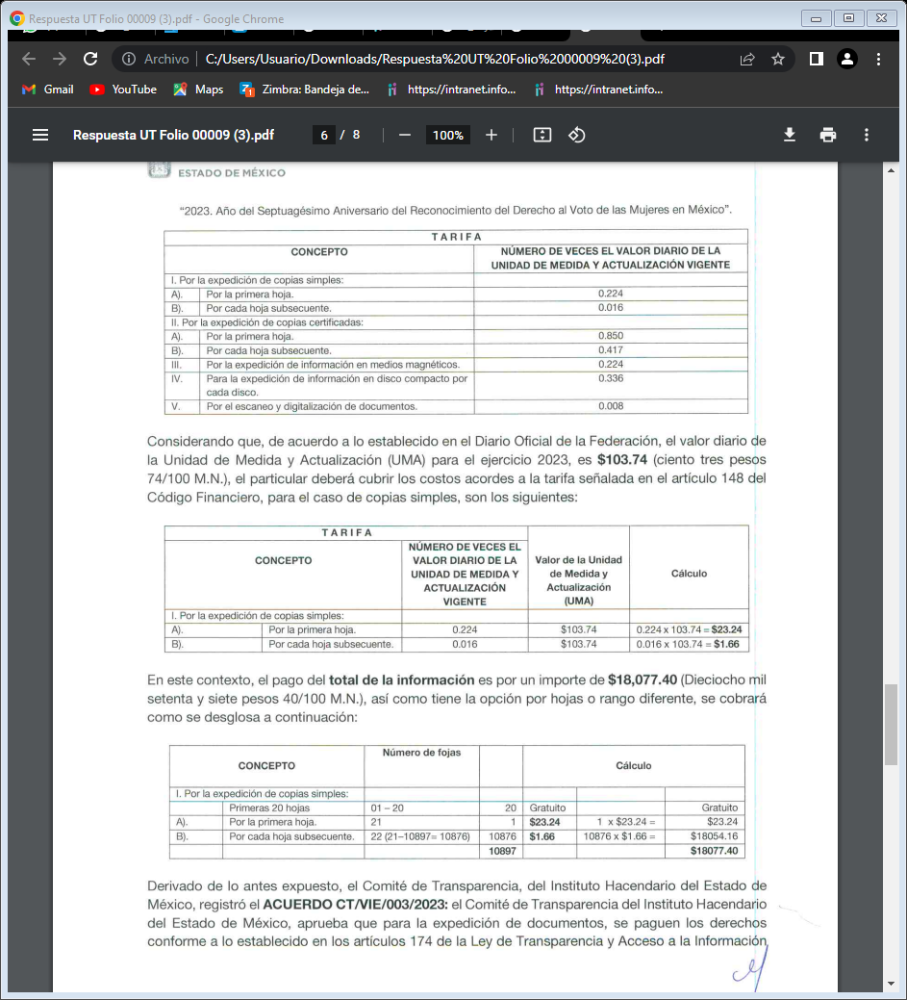 Respuesta UT Folio 00009 (3).pdf - Google Chrome
Archivo C:/Users/Usuario/Downloads/Respuesta%20UT%20Folio%2000009%20(3).pdf
Gmail YouTube Maps Zimbra: Bandeja de... https://intranet.info... https://intranet.info...
Respuesta UT Folio 00009 (3).pdf 6 / 8 − 100% +
ESTADO DE MÉXICO
“2023. Año del Septuagésimo Aniversario del Reconocimiento del Derecho al Voto de las Mujeres en México”.
TARIFA
CONCEPTO NÚMERO DE VECES EL VALOR DIARIO DE LA
UNIDAD DE MEDIDA Y ACTUALIZACIÓN VIGENTE
I. Por la expedición de copias simples:
A). Por la primera hoja. 0.224
B). Por cada hoja subsecuente. 0.016
II. Por la expedición de copias certificadas:
A). Por la primera hoja. 0.850
B). Por cada hoja subsecuente. 0.417
III. Por la expedición de información en medios magnéticos. 0.224
IV. Para la expedición de información en disco compacto por 0.336
cada disco.
V. Por el escaneo y digitalización de documentos. 0.008
Considerando que, de acuerdo a lo establecido en el Diario Oficial de la Federación, el valor diario de
la Unidad de Medida y Actualización (UMA) para el ejercicio 2023, es $103.74 (ciento tres pesos
74/100 M.N.), el particular deberá cubrir los costos acordes a la tarifa señalada en el artículo 148 del
Código Financiero, para el caso de copias simples, son los siguientes:
TARIFA
CONCEPTO
NÚMERO DE VECES EL
VALOR DIARIO DE LA
UNIDAD DE MEDIDA Y
ACTUALIZACIÓN
VIGENTE
Valor de la Unidad
de Medida y
Actualización
(UMA)
Cálculo
I. Por la expedición de copias simples:
A). Por la primera hoja. 0.224 $103.74 0.224 x 103.74 = $23.24
B). Por cada hoja subsecuente. 0.016 $103.74 0.016 x 103.74 = $1.66
En este contexto, el pago del total de la información es por un importe de $18,077.40 (Dieciocho mil
setenta y siete pesos 40/100 M.N.), así como tiene la opción por hojas o rango diferente, se cobrará
como se desglosa a continuación:
CONCEPTO Número de fojas Cálculo
I. Por la expedición de copias simples:
Primeras 20 hojas 01 – 20 20 Gratuito Gratuito
A). Por la primera hoja. 21 1 $23.24 1 x $23.24 = $23.24
B). Por cada hoja subsecuente. 22 (21–10897= 10876) 10876 $1.66 10876 x $1.66 = $18054.16
10897 $18077.40
Derivado de lo antes expuesto, el Comité de Transparencia, del Instituto Hacendario del Estado de
México, registró el ACUERDO CT/VIE/003/2023: el Comité de Transparencia del Instituto Hacendario
del Estado de México, aprueba que para la expedición de documentos, se paguen los derechos
conforme a lo establecido en los artículos 174 de la Ley de Transparencia y Acceso a la Información